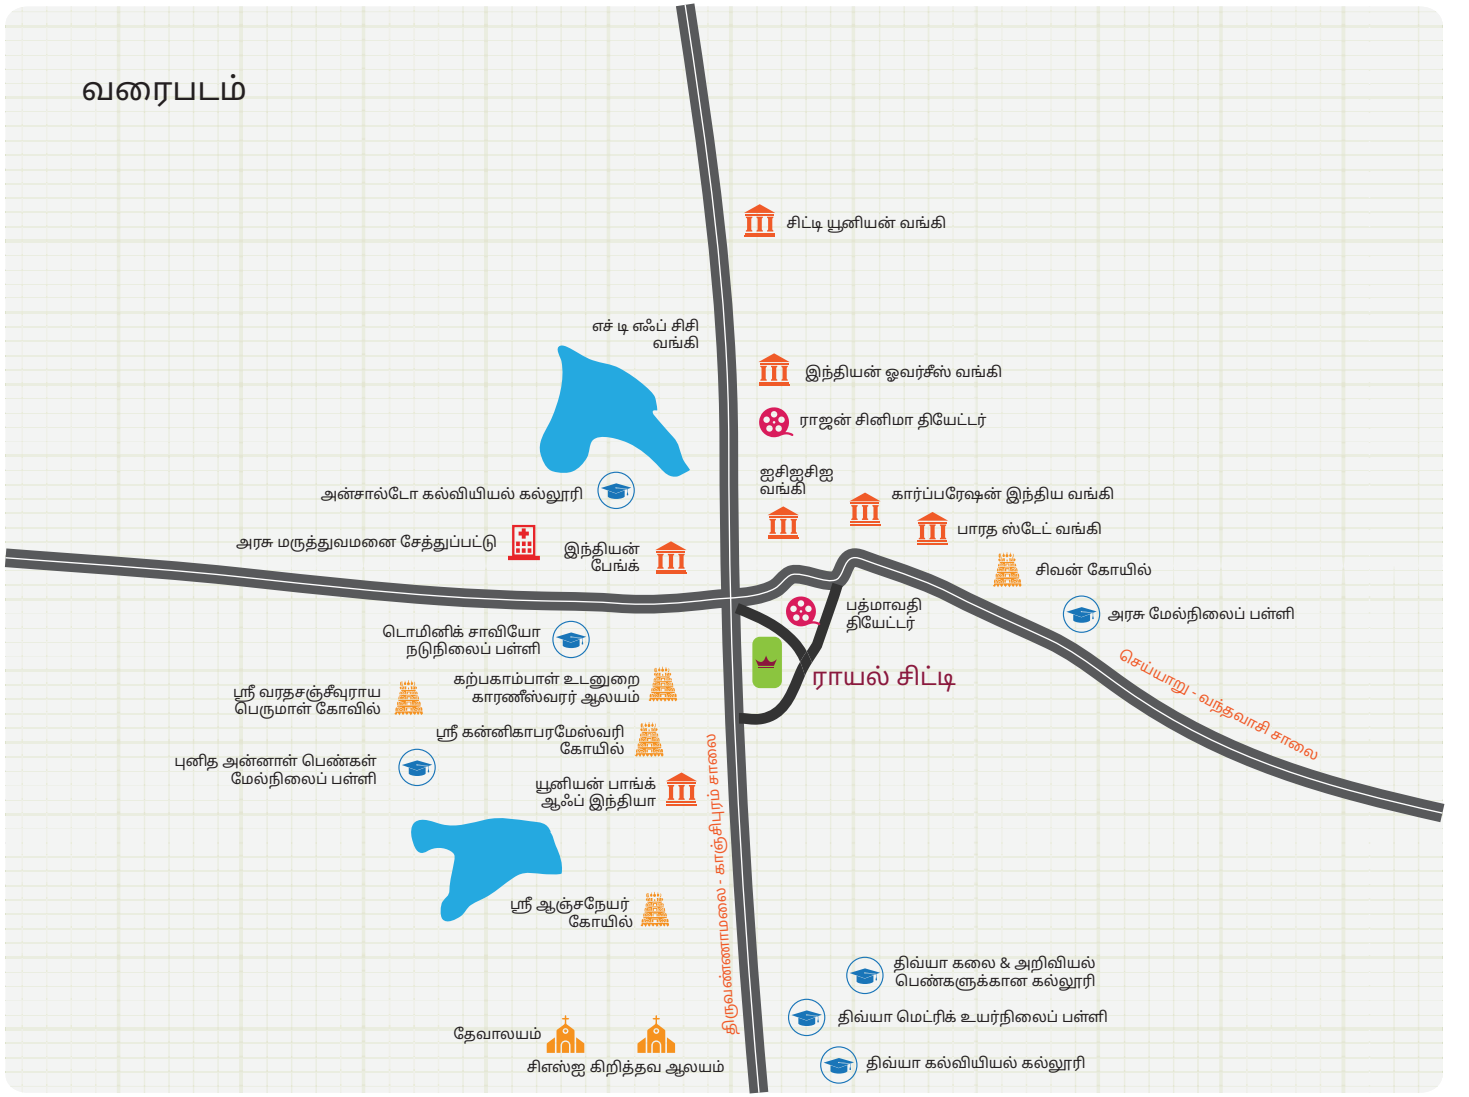 வரைபடம்
சிட்டி யூனியன் வங்கி
எச் டி எஃப் சிசி
வங்கி
இந்தியன் ஓவர்சீஸ் வங்கி
ராஜன் சினிமா தியேட்டர்
ஐசிஐசிஐ
வங்கி
கார்ப்பரேஷன் இந்திய வங்கி
பாரத ஸ்டேட் வங்கி
அன்சால்டோ கல்வியியல் கல்லூரி
அரசு மருத்துவமனை சேத்துப்பட்டு
இந்தியன்
பேங்க்
சிவன் கோயில்
அரசு மேல்நிலைப் பள்ளி
பத்மாவதி
தியேட்டர்
டொமினிக் சாவியோ
நடுநிலைப் பள்ளி
ராயல் சிட்டி
செய்யாறு - வந்தவாசி சாலை
கற்பகாம்பாள் உடனுறை
காரணீஸ்வரர் ஆலயம்
ஸ்ரீ வரதசஞ்சீவுராய
பெருமாள் கோவில்
ஸ்ரீ கன்னிகாபரமேஸ்வரி
கோயில்
புனித அன்னாள் பெண்கள்
மேல்நிலைப் பள்ளி
யூனியன் பாங்க்
ஆஃப் இந்தியா
திருவண்ணாமலை - காஞ்சிபுரம் சாலை
ஸ்ரீ ஆஞ்சநேயர்
கோயில்
திவ்யா கலை & அறிவியல்
பெண்களுக்கான கல்லூரி
திவ்யா மெட்ரிக் உயர்நிலைப் பள்ளி
தேவாலயம்
சிஎஸ்ஐ கிறித்தவ ஆலயம்
திவ்யா கல்வியியல் கல்லூரி